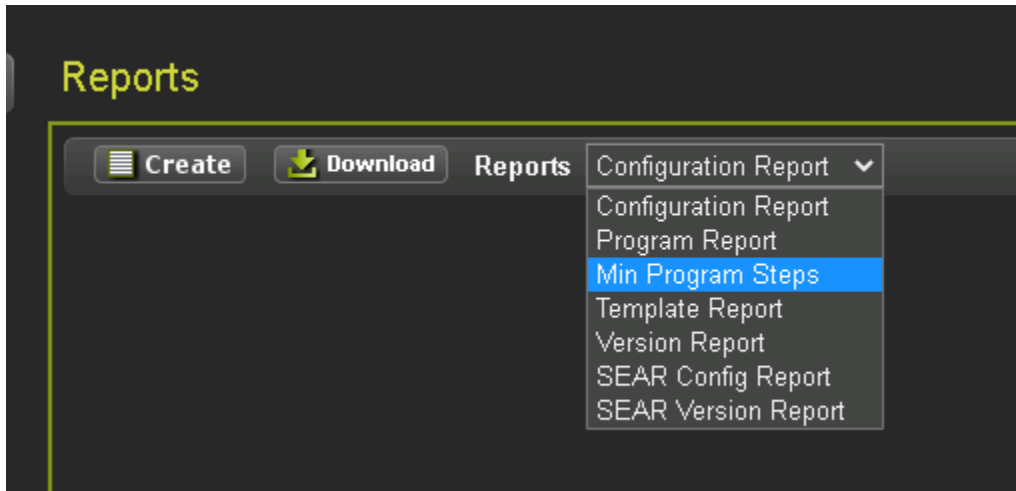 Reports
Create Download Reports Configuration Report
Configuration Report
Program Report
Min Program Steps
Template Report
Version Report
SEAR Config Report
SEAR Version Report